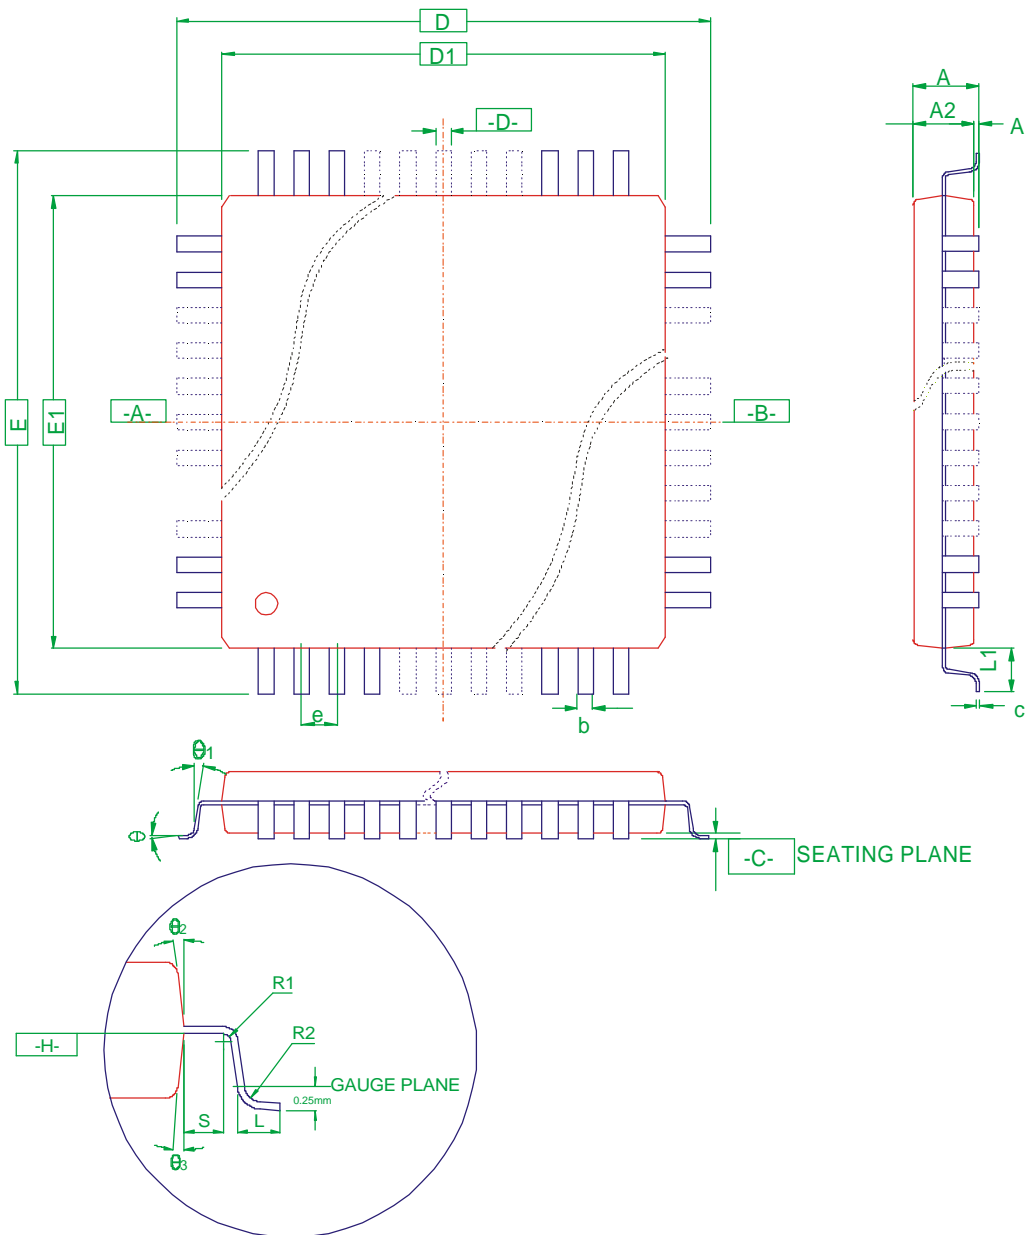 D
D1
-D-
A
A2
A
E
E1
-A-
-B-
L1
e
b
c
θ1
θ
-C-
SEATING PLANE
θ2
R1
-H-
R2
GAUGE PLANE
0.25mm
S
L
θ3